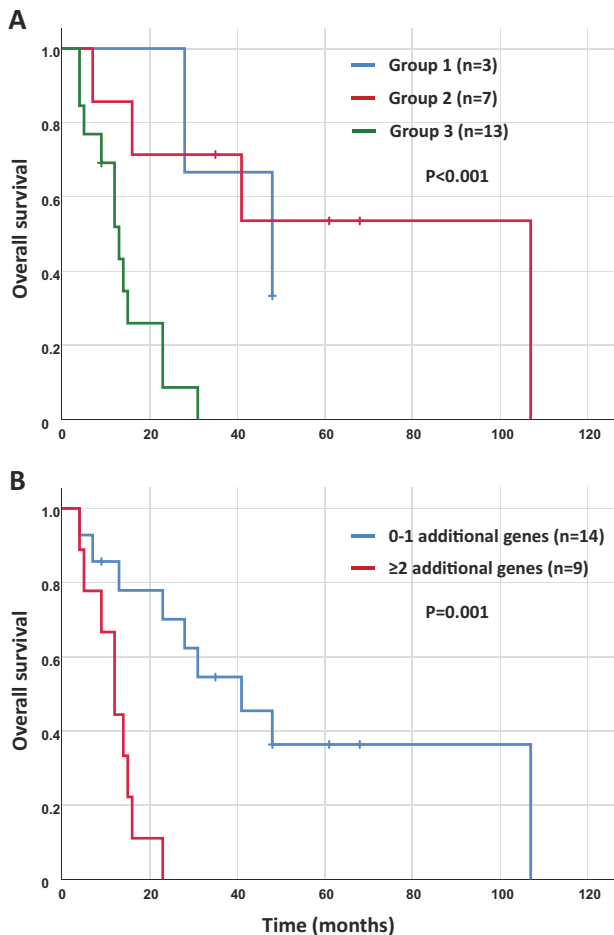 A
Overall survival
1.0
0.8
0.6
0.4
0.2
0
0 20 40 60 80 100 120
Group 1 (n=3)
Group 2 (n=7)
Group 3 (n=13)
P<0.001
B
Overall survival
1.0
0.8
0.6
0.4
0.2
0
0 20 40 60 80 100 120
0-1 additional genes (n=14)
≥2 additional genes (n=9)
P=0.001
Time (months)